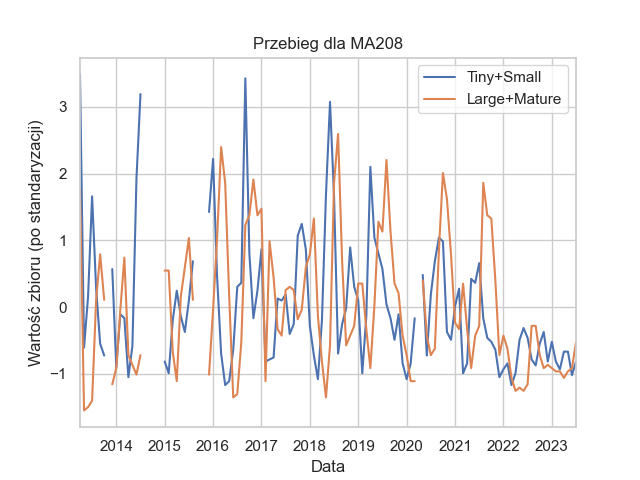 Przebieg dla MA208
Tiny+Small
Large+Mature
Wartość zbioru (po standaryzacji)
3
2
1
0
−1
2014 2015 2016 2017 2018 2019 2020 2021 2022 2023
Data